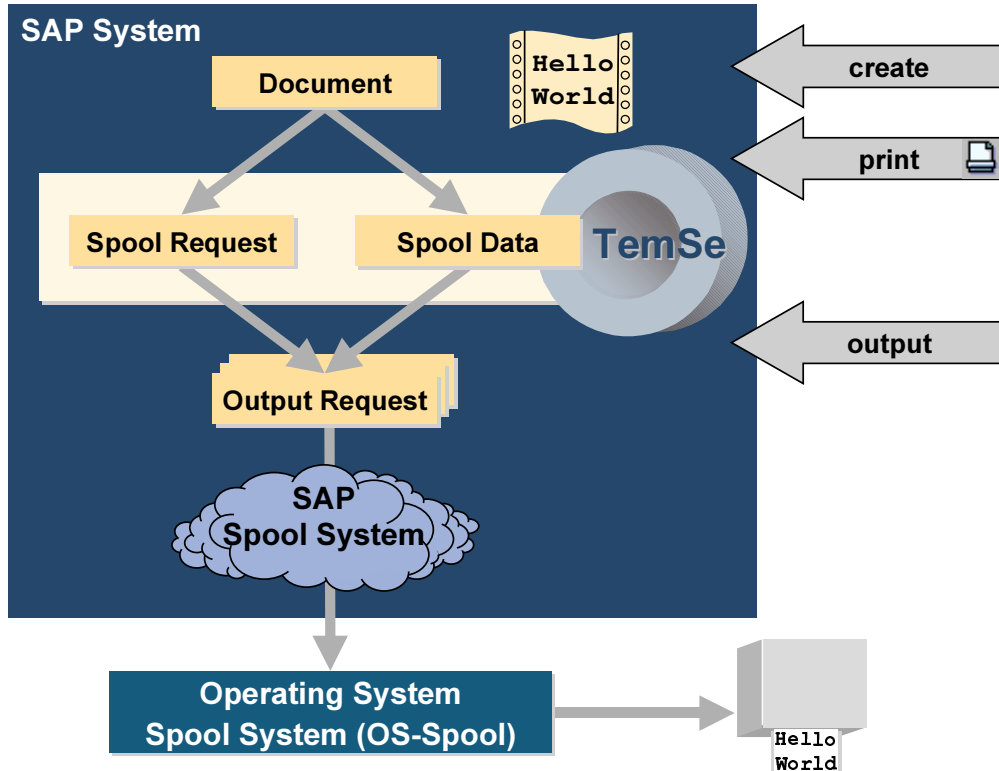 SAP System
Hello
World
create
Document
print
Spool Request
Spool Data
TemSe
output
Output Request
SAP
Spool System
Operating System
Spool System (OS-Spool)
Hello
World